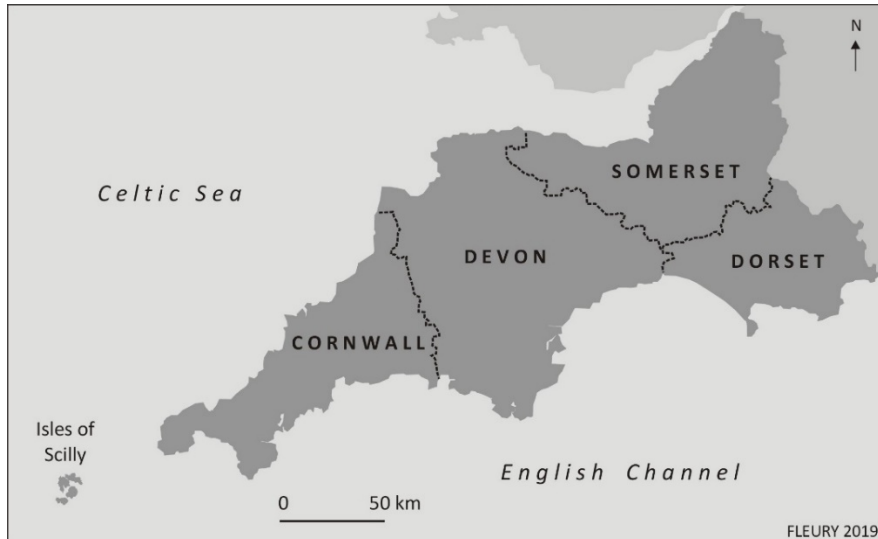 N
SOMERSET
Celtic Sea
DEVON
DORSET
CORNWALL
Isles of
Scilly
English Channel
0 50 km
FLEURY 2019